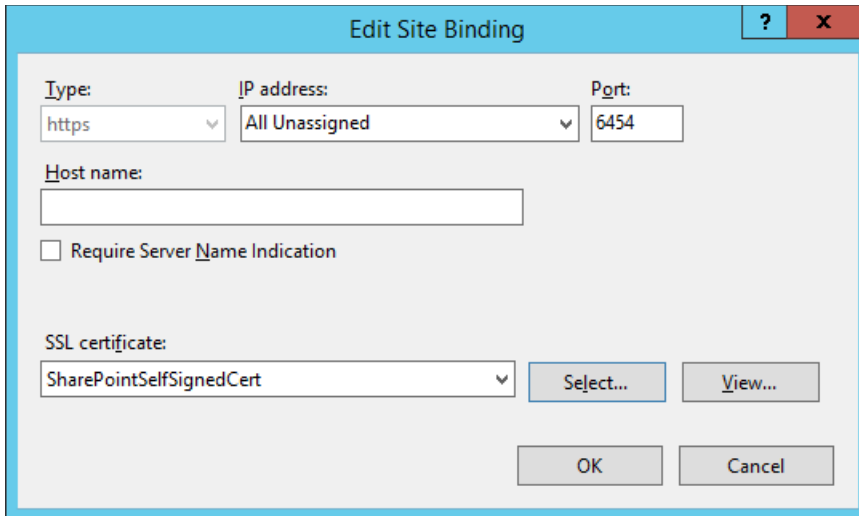 Edit Site Binding
? x
Type: IP address: Port:
https All Unassigned 6454
Host name:
Require Server Name Indication
SSL certificate:
SharePointSelfSignedCert Select... View...
OK Cancel